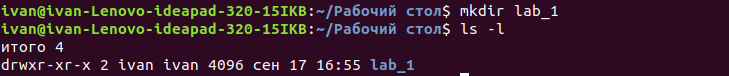 ivan@ivan-Lenovo-ideapad-320-15IKB:~/Рабочий стол$ mkdir lab_1
ivan@ivan-Lenovo-ideapad-320-15IKB:~/Рабочий стол$ ls -l
итого 4
drwxr-xr-x 2 ivan ivan 4096 сен 17 16:55 lab_1